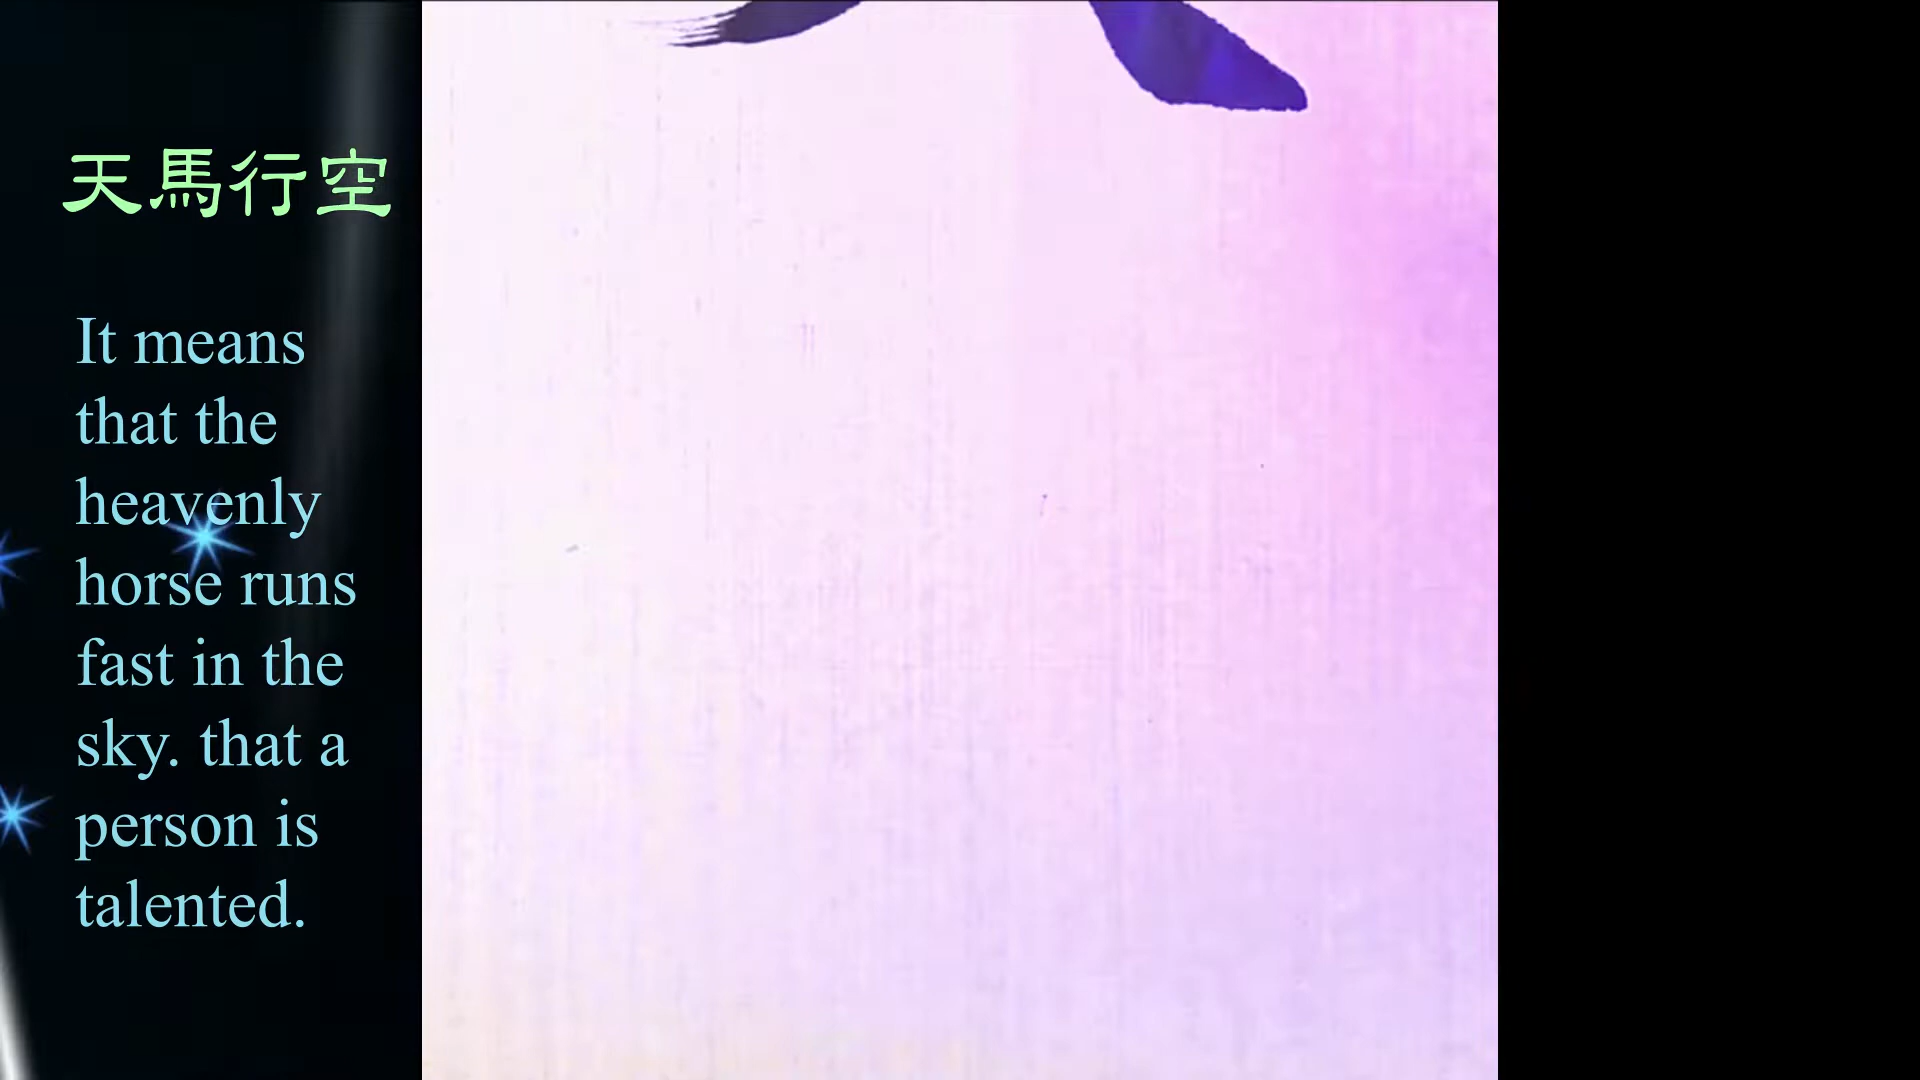 天馬行空
It means
that the
heavenly
horse runs
fast in the
sky. that a
person is
talented.